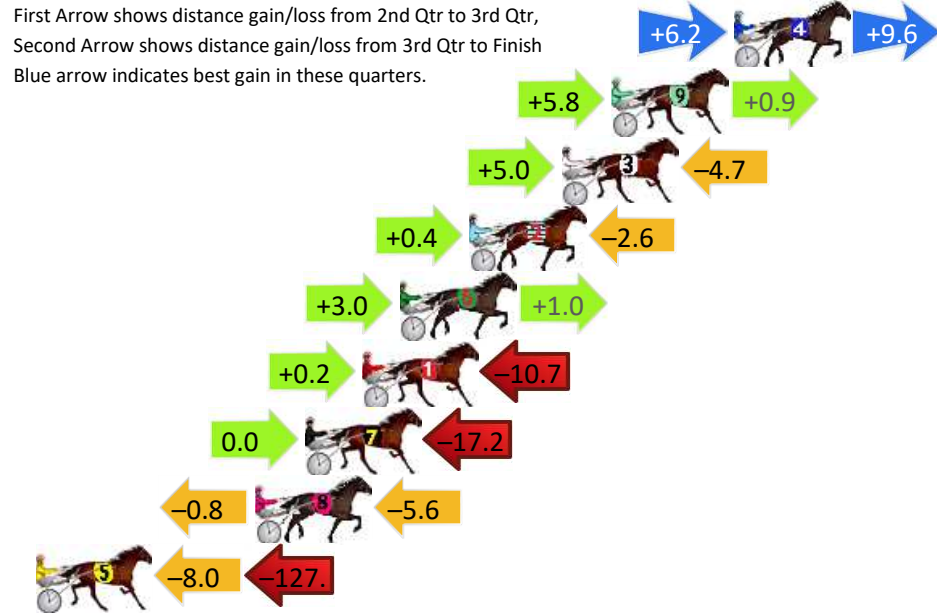 First Arrow shows distance gain/loss from 2nd Qtr to 3rd Qtr,
Second Arrow shows distance gain/loss from 3rd Qtr to Finish
Blue arrow indicates best gain in these quarters.
+6.2 4 +9.6
+5.8 9 +0.9
+5.0 3 –4.7
+0.4 2 –2.6
+3.0 6 +1.0
+0.2 1 –10.7
0.0 7 –17.2
–0.8 8 –5.6
5 –8.0 –127.